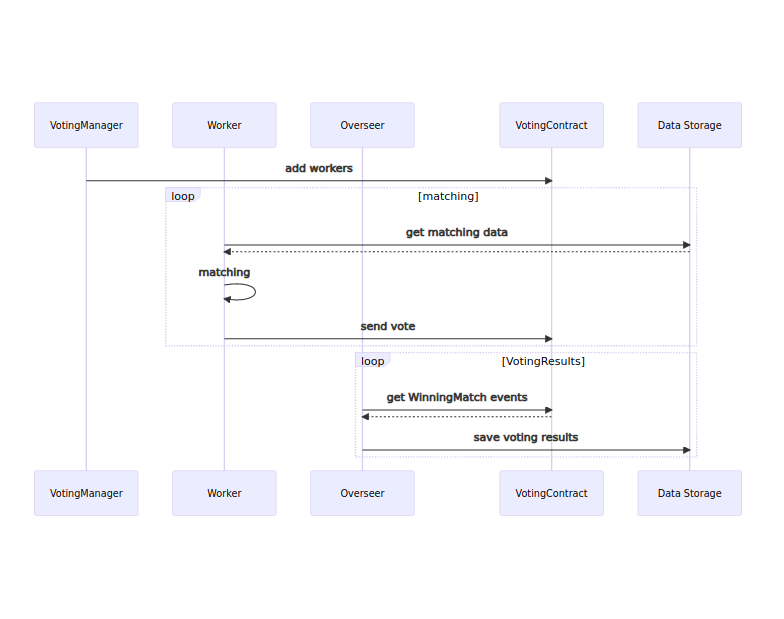 VotingManager
Worker
Overseer
VotingContract
Data Storage
add workers
loop
[matching]
get matching data
matching
send vote
loop
[VotingResults]
get WinningMatch events
save voting results
VotingManager
Worker
Overseer
VotingContract
Data Storage